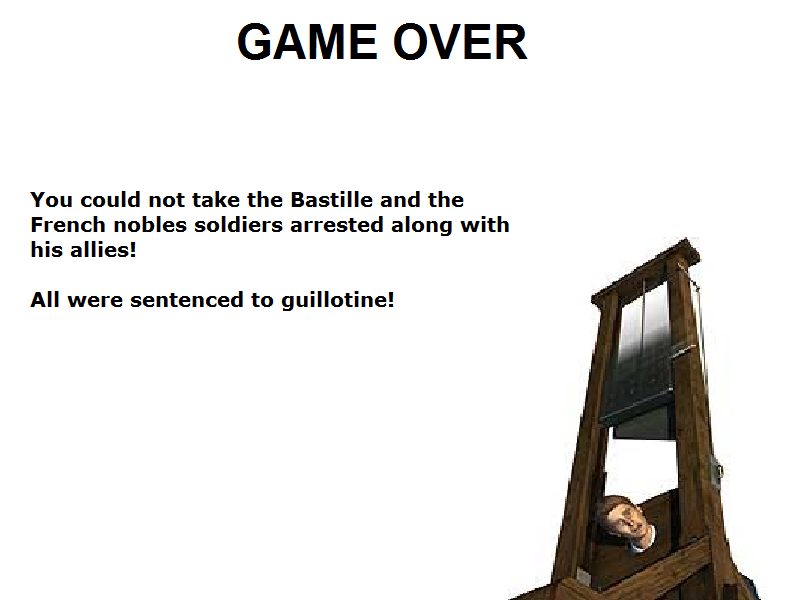 GAME OVER
You could not take the Bastille and the
French nobles soldiers arrested along with
his allies!
All were sentenced to guillotine!